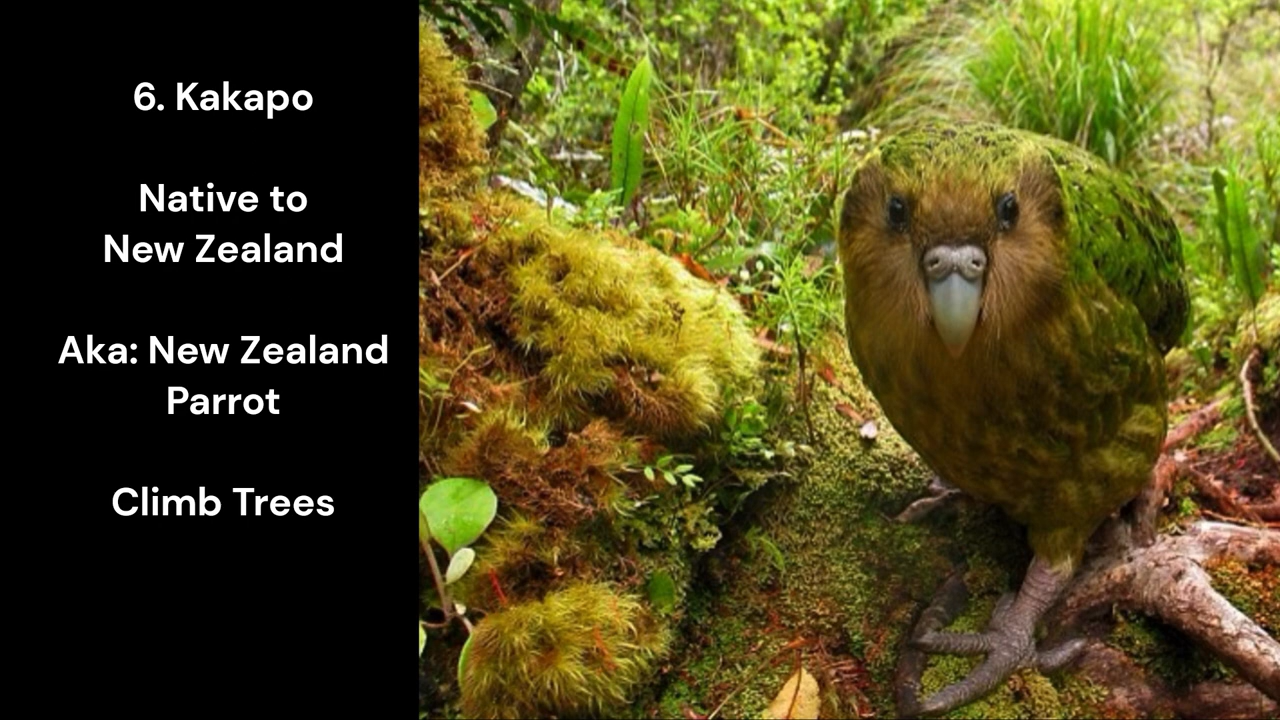 6. Kakapo
Native to
New Zealand
Aka: New Zealand
Parrot
Climb Trees